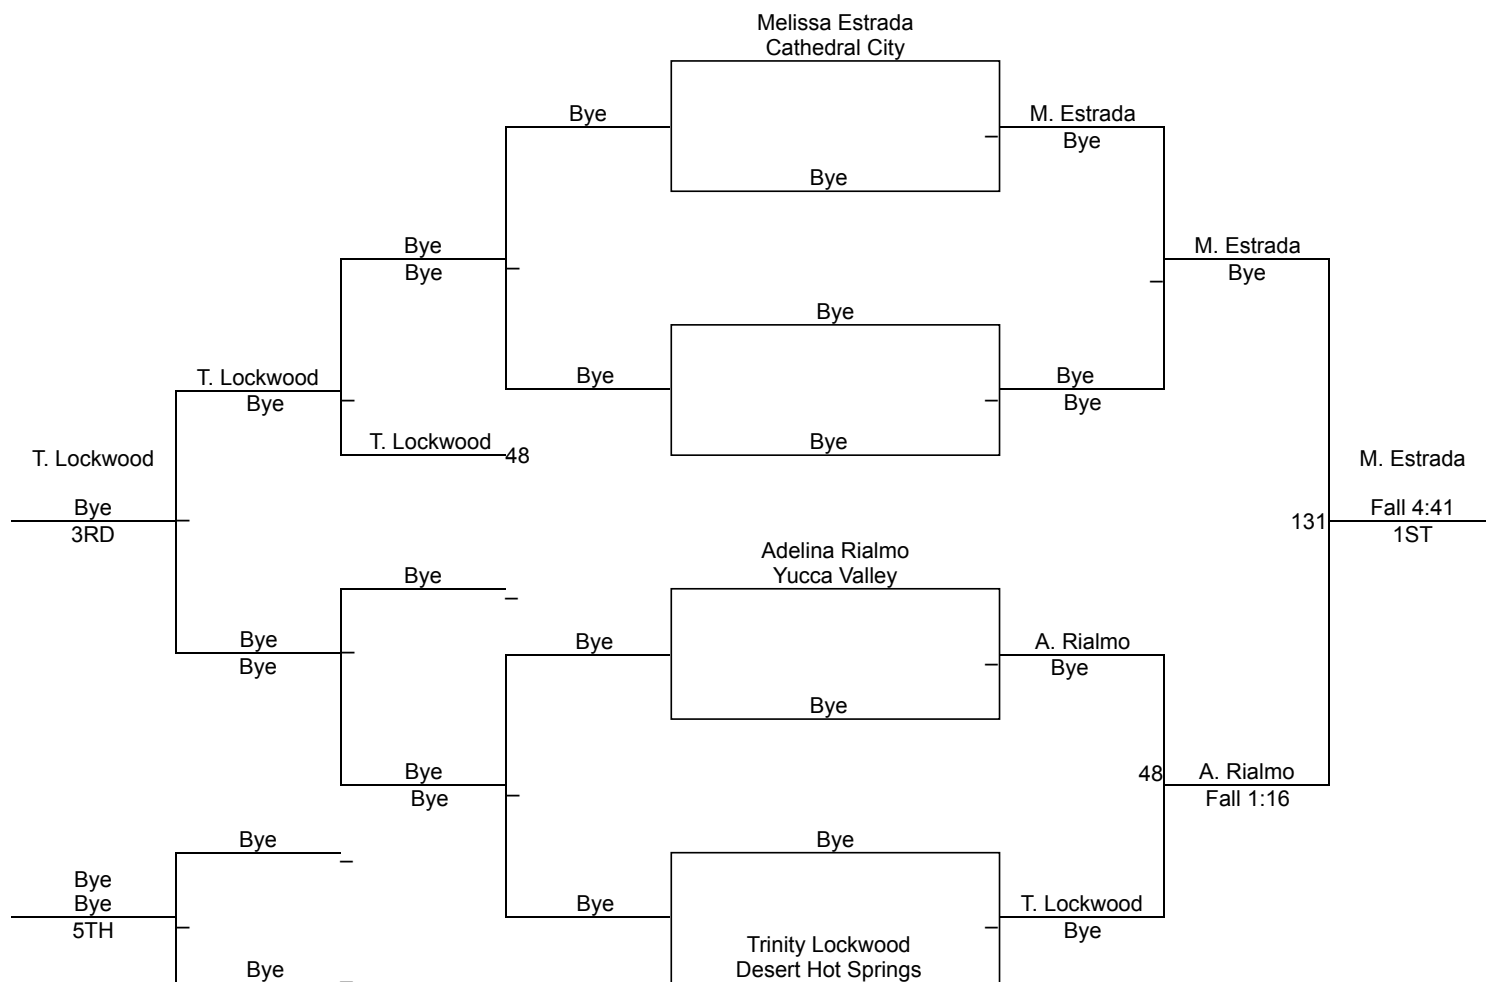 Melissa Estrada
Cathedral City
Bye
M. Estrada
Bye
Bye
Bye
Bye
M. Estrada
Bye
Bye
T. Lockwood
Bye
Bye
Bye
Bye
T. Lockwood
48
Bye
T. Lockwood
M. Estrada
Bye
3RD
131
Fall 4:41
1ST
Adelina Rialmo
Yucca Valley
Bye
Bye
Bye
Bye
A. Rialmo
Bye
Bye
Bye
Bye
48
A. Rialmo
Fall 1:16
Bye
Bye
Bye
Bye
5TH
Bye
T. Lockwood
Bye
Trinity Lockwood
Desert Hot Springs
Bye